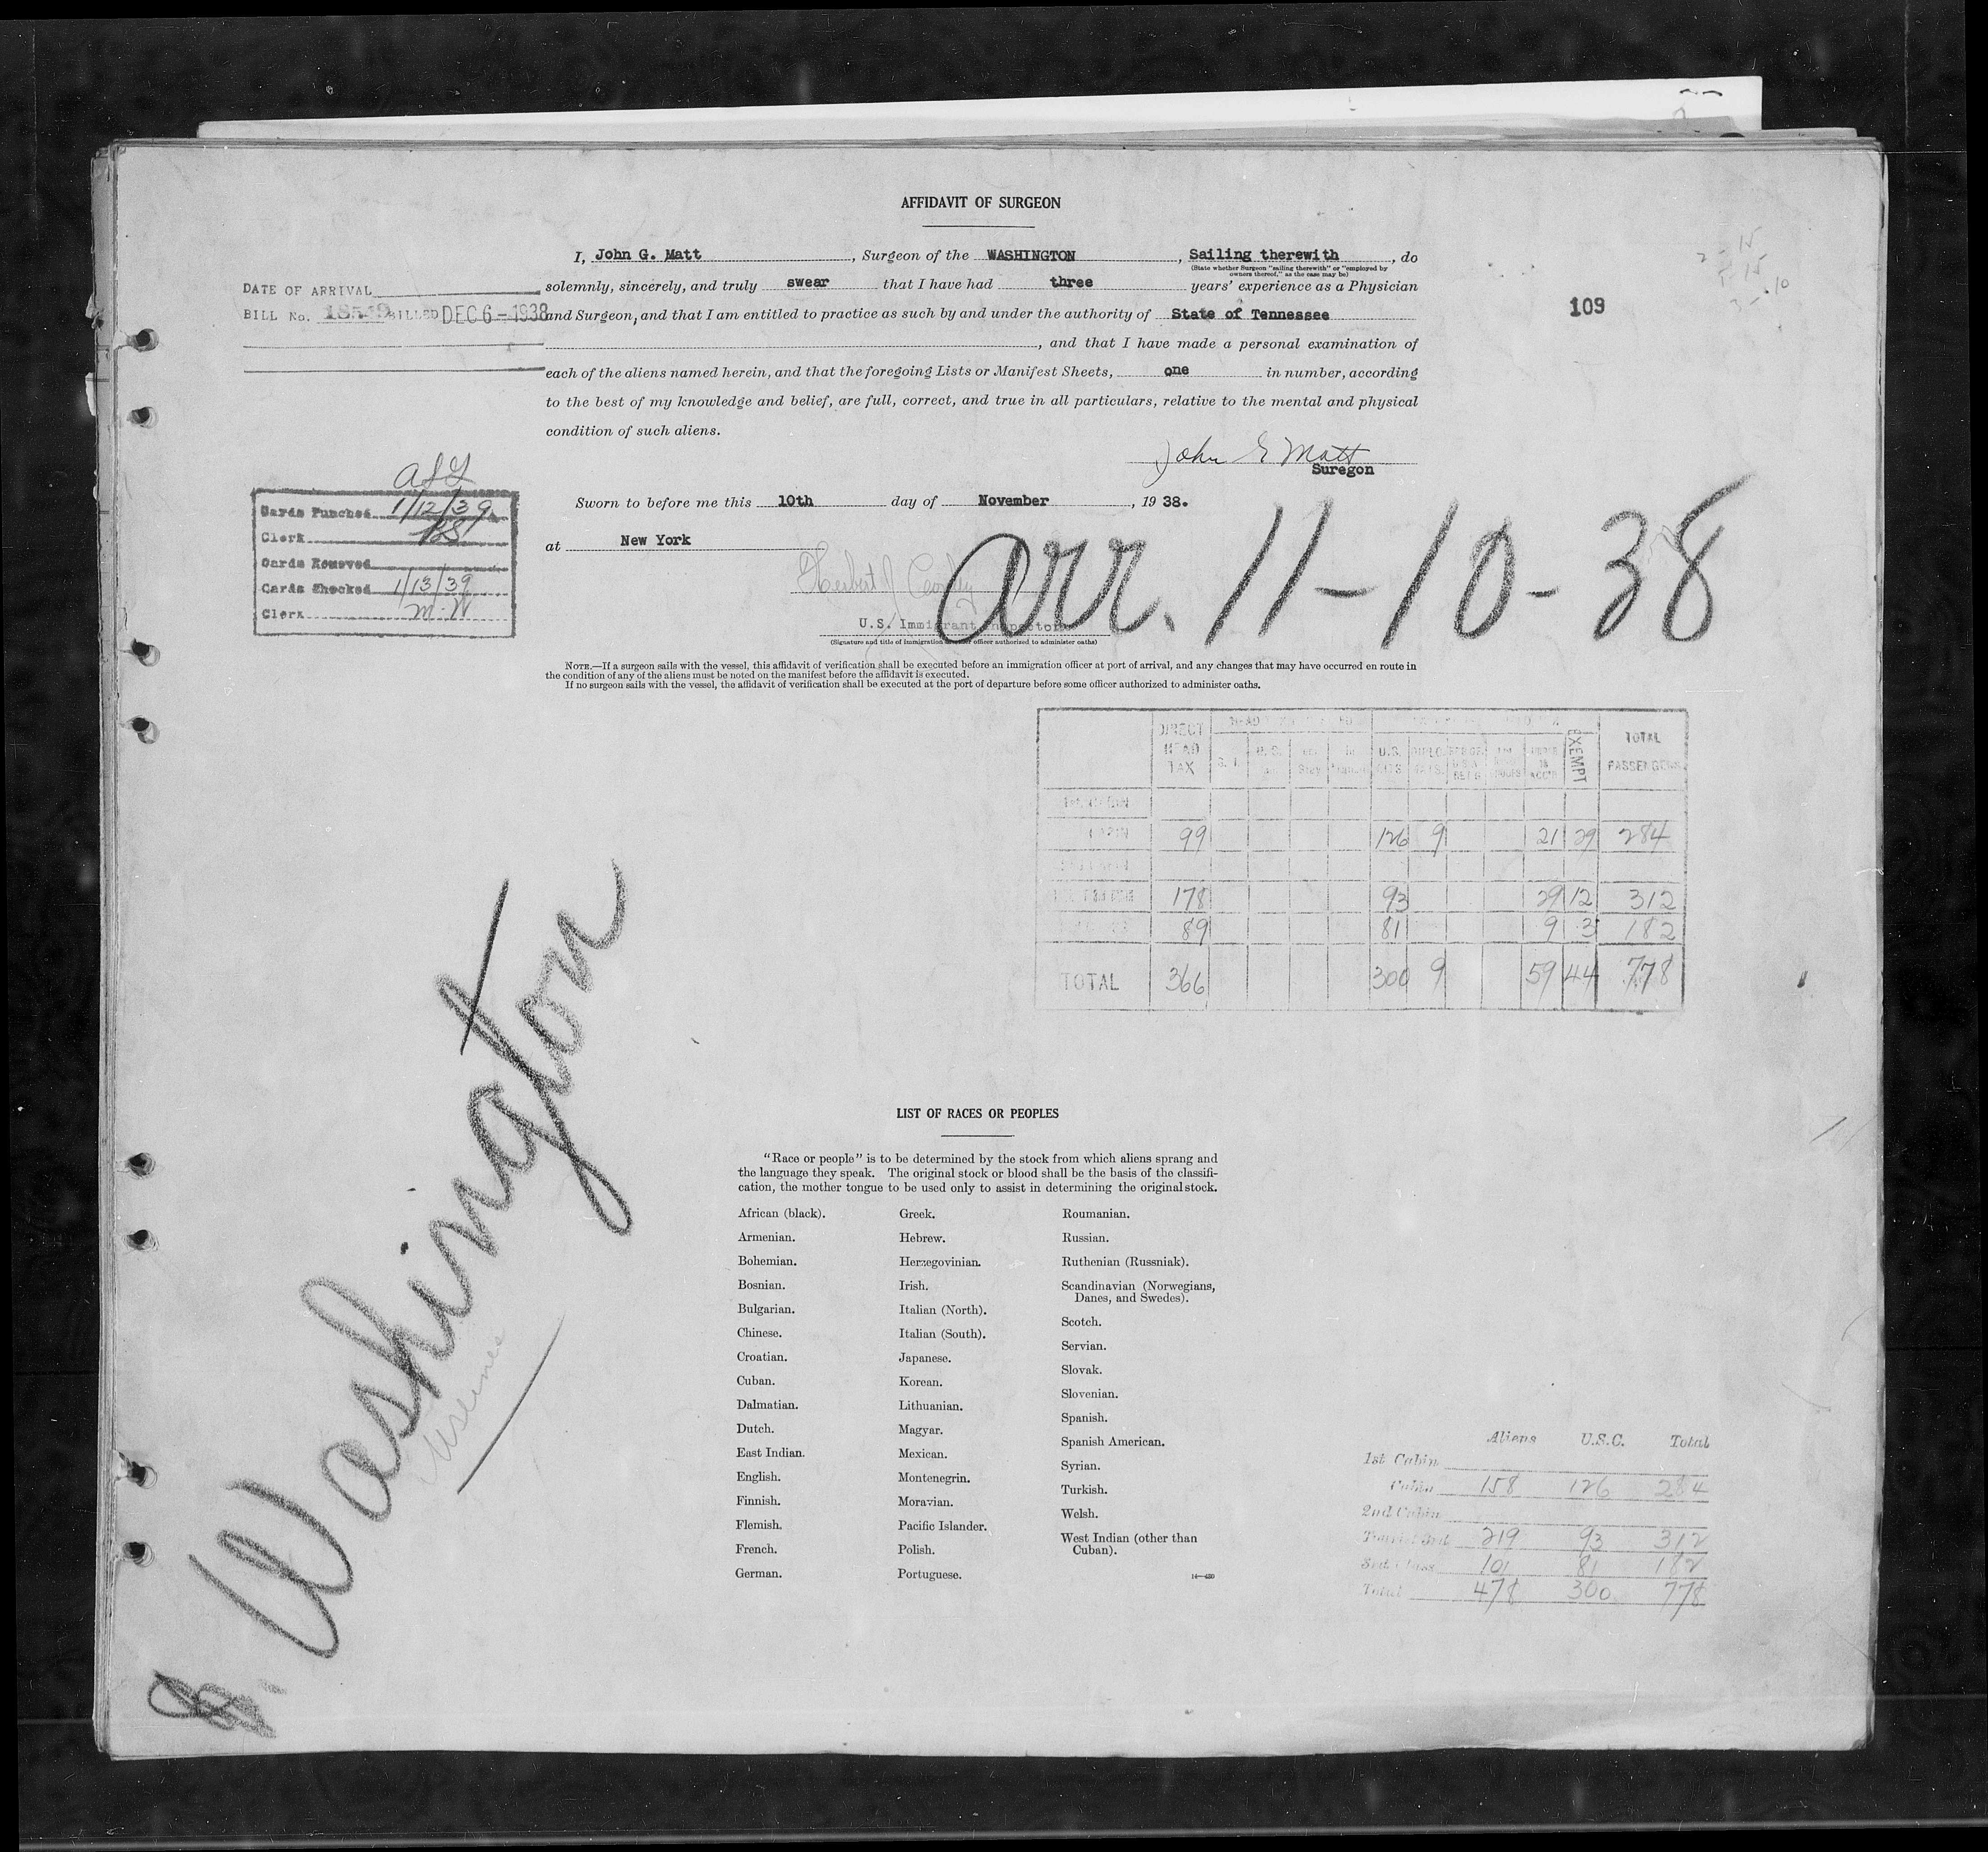 AFFIDAVIT OF SURGEON
I, John G. Matt, Surgeon of the WASHINGTON, Sailing therewith, do
(State whether Surgeon "sailing therewith" or "employed by
owners thereof," as the case may be)
solemnly, sincerely, and truly swear that I have had three years' experience as a Physician
and Surgeon, and that I am entitled to practice as such by and under the authority of State of Tennessee
, and that I have made a personal examination of
each of the aliens named herein, and that the foregoing Lists or Manifest Sheets, one in number, according
to the best of my knowledge and belief, are full, correct, and true in all particulars, relative to the mental and physical
condition of such aliens.
John G Matt
Suregon
Sworn to before me this 10th day of November, 19 38.
at New York
Herbert J
U.S. Immigrant Inspector
(Signature and title of immigration officer authorized to administer oaths)
DATE OF ARRIVAL
BILL No. BILLED DEC 6 - 1938
109
2 - 15
1 - 15
3 - 10
Cards Punched 1/12/39
Clerk
Cards Removed
Cards Checked 1/13/39
Clerk M.W
arr. 11-10-38
NOTE.—If a surgeon sails with the vessel, this affidavit of verification shall be executed before an immigration officer at port of arrival, and any changes that may have occurred en route in
the condition of any of the aliens must be noted on the manifest before the affidavit is executed.
If no surgeon sails with the vessel, the affidavit of verification shall be executed at the port of departure before some officer authorized to administer oaths.
DIRECT HEAD TAX U.S. CITS. DIPLO. EXEMPT TOTAL PASSENGERS
CABIN 99 126 9 21 29 284
178 93 29 12 312
89 81 9 3 182
TOTAL 366 300 9 59 44 778
S.S. Washington
LIST OF RACES OR PEOPLES
"Race or people" is to be determined by the stock from which aliens sprang and
the language they speak. The original stock or blood shall be the basis of the classifi-
cation, the mother tongue to be used only to assist in determining the original stock.
African (black).
Armenian.
Bohemian.
Bosnian.
Bulgarian.
Chinese.
Croatian.
Cuban.
Dalmatian.
Dutch.
East Indian.
English.
Finnish.
Flemish.
French.
German.
Greek.
Hebrew.
Herzegovinian.
Irish.
Italian (North).
Italian (South).
Japanese.
Korean.
Lithuanian.
Magyar.
Mexican.
Montenegrin.
Moravian.
Pacific Islander.
Polish.
Portuguese.
Roumanian.
Russian.
Ruthenian (Russniak).
Scandinavian (Norwegians,
Danes, and Swedes).
Scotch.
Servian.
Slovak.
Slovenian.
Spanish.
Spanish American.
Syrian.
Turkish.
Welsh.
West Indian (other than
Cuban).
Aliens U.S.C. Total
1st Cabin
Cabin 158 126 284
2nd Cabin
Tourist 3rd 219 93 312
3rd Class 101 81 182
Total 478 300 778